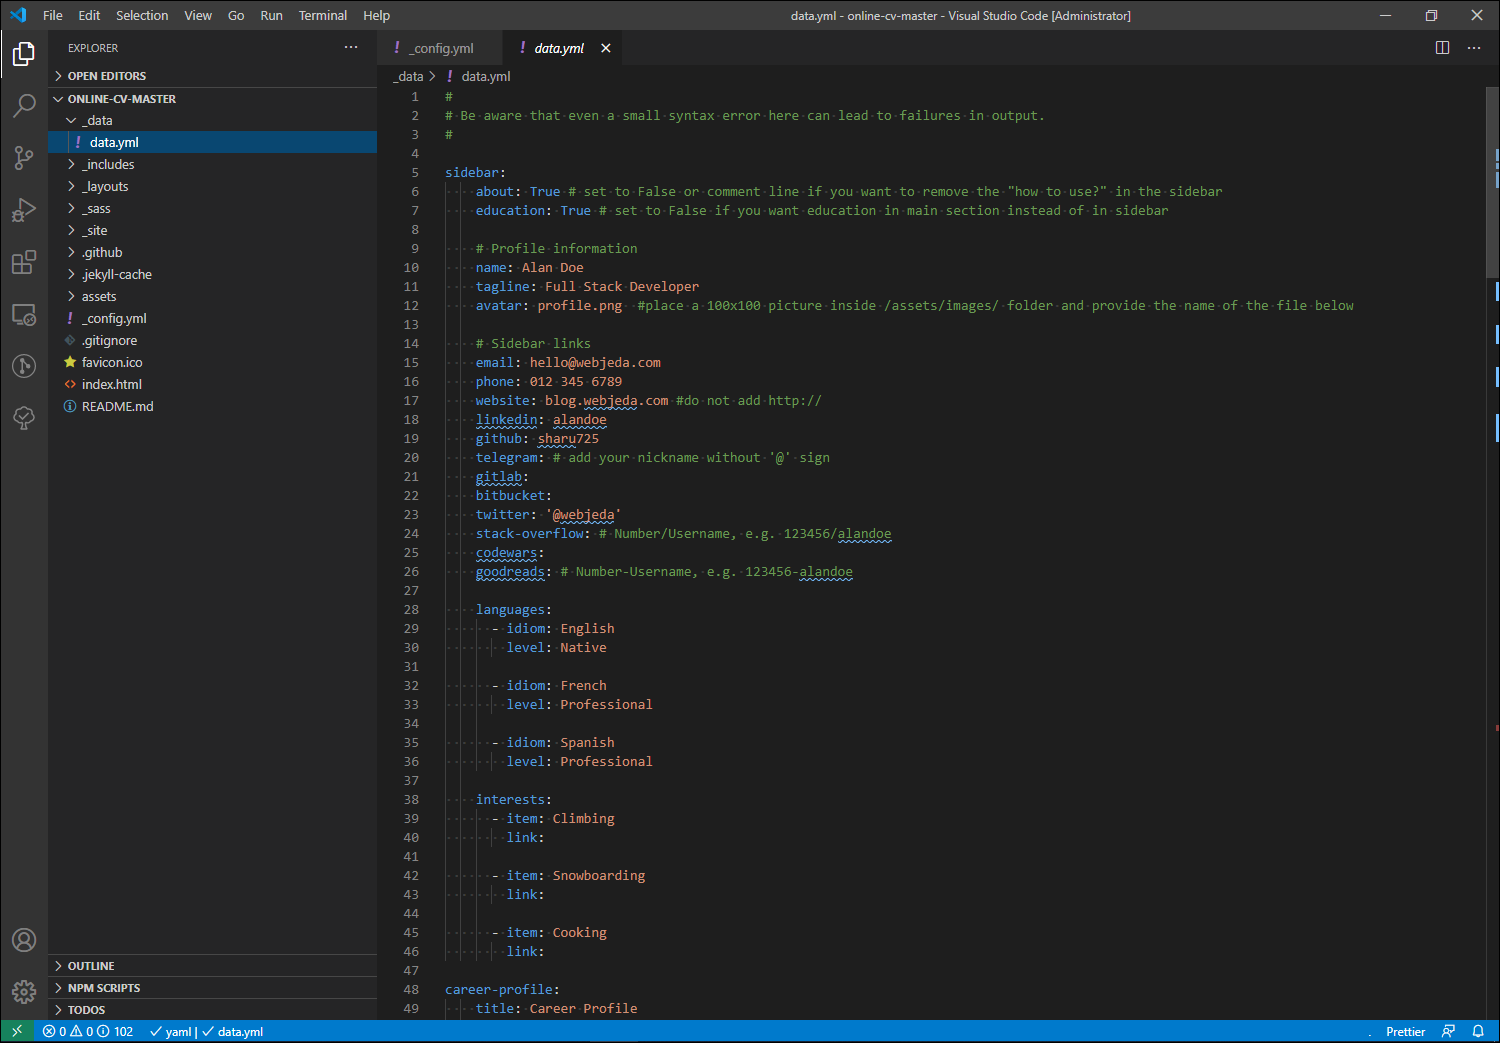 File Edit Selection View Go Run Terminal Help data.yml - online-cv-master - Visual Studio Code [Administrator]
EXPLORER ···
OPEN EDITORS
ONLINE-CV-MASTER
_data
! data.yml
_includes
_layouts
_sass
_site
.github
.jekyll-cache
assets
! _config.yml
.gitignore
favicon.ico
<> index.html
README.md
OUTLINE
NPM SCRIPTS
TODOS
! _config.yml ! data.yml
_data > ! data.yml
1 #
2 # Be aware that even a small syntax error here can lead to failures in output.
3 #
4
5 sidebar:
6 about: True # set to False or comment line if you want to remove the "how to use?" in the sidebar
7 education: True # set to False if you want education in main section instead of in sidebar
8
9 # Profile information
10 name: Alan Doe
11 tagline: Full Stack Developer
12 avatar: profile.png #place a 100x100 picture inside /assets/images/ folder and provide the name of the file below
13
14 # Sidebar links
15 email: hello@webjeda.com
16 phone: 012 345 6789
17 website: blog.webjeda.com #do not add http://
18 linkedin: alandoe
19 github: sharu725
20 telegram: # add your nickname without '@' sign
21 gitlab:
22 bitbucket:
23 twitter: '@webjeda'
24 stack-overflow: # Number/Username, e.g. 123456/alandoe
25 codewars:
26 goodreads: # Number-Username, e.g. 123456-alandoe
27
28 languages:
29 - idiom: English
30 level: Native
31
32 - idiom: French
33 level: Professional
34
35 - idiom: Spanish
36 level: Professional
37
38 interests:
39 - item: Climbing
40 link:
41
42 - item: Snowboarding
43 link:
44
45 - item: Cooking
46 link:
47
48 career-profile:
49 title: Career Profile
0 0 102 yaml | data.yml . Prettier